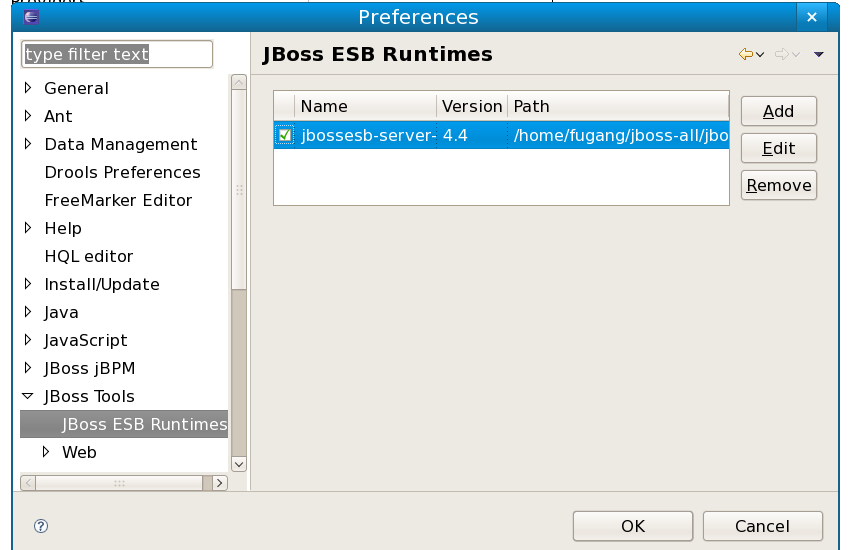 Preferences
type filter text
General
Ant
Data Management
Drools Preferences
FreeMarker Editor
Help
HQL editor
Install/Update
Java
JavaScript
JBoss jBPM
JBoss Tools
JBoss ESB Runtimes
Web
JBoss ESB Runtimes
Name Version Path
jbossesb-server- 4.4 /home/fugang/jboss-all/jbo
Add
Edit
Remove
OK Cancel